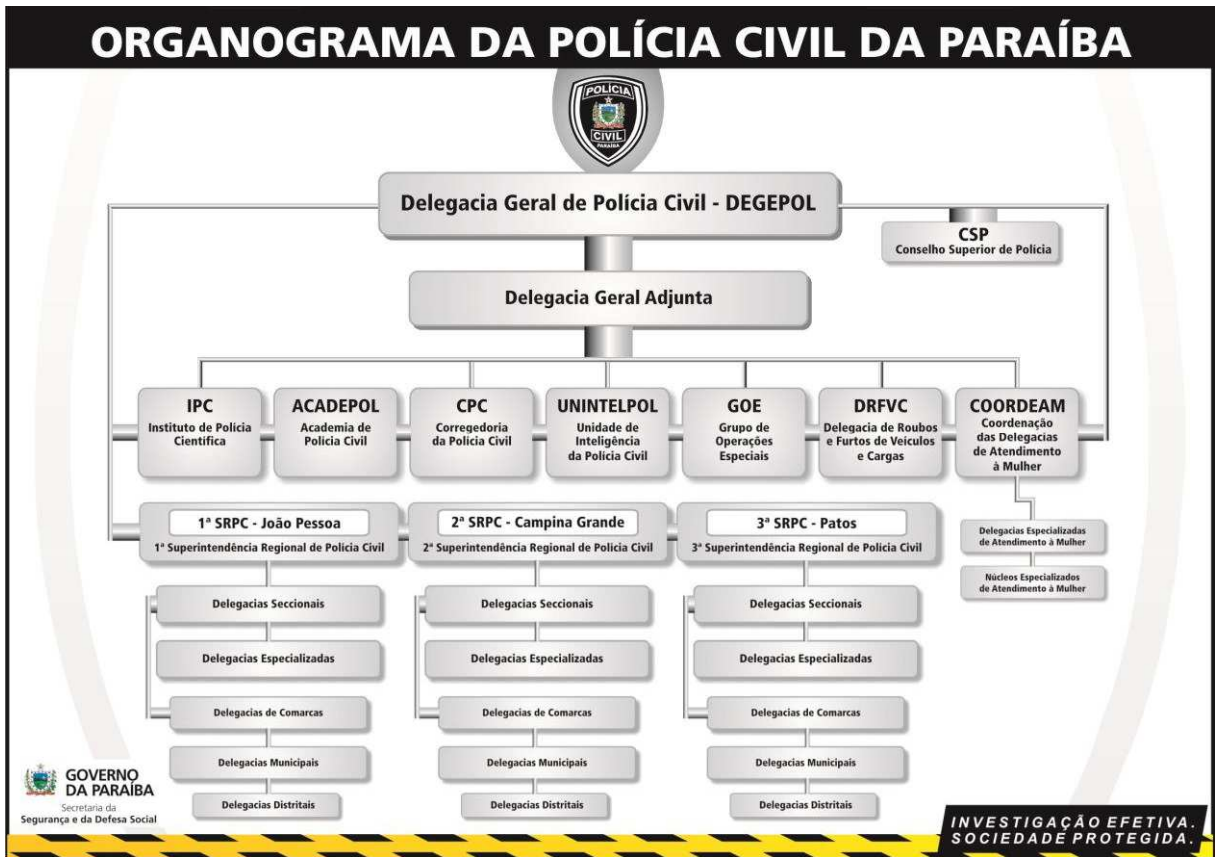 ORGANOGRAMA DA POLÍCIA CIVIL DA PARAÍBA
POLÍCIA
CIVIL
PARAÍBA
Delegacia Geral de Polícia Civil - DEGEPOL
CSP
Conselho Superior de Polícia
Delegacia Geral Adjunta
IPC
Instituto de Polícia
Científica
ACADEPOL
Academia de
Polícia Civil
CPC
Corregedoria
da Polícia Civil
UNINTELPOL
Unidade de
Inteligência
da Polícia Civil
GOE
Grupo de
Operações
Especiais
DRFVC
Delegacia de Roubos
e Furtos de Veículos
e Cargas
COORDEAM
Coordenação
das Delegacias
de Atendimento
à Mulher
1ª SRPC - João Pessoa
1ª Superintendência Regional de Polícia Civil
2ª SRPC - Campina Grande
2ª Superintendência Regional de Polícia Civil
3ª SRPC - Patos
3ª Superintendência Regional de Polícia Civil
Delegacias Especializadas
de Atendimento à Mulher
Núcleos Especializados
de Atendimento à Mulher
Delegacias Seccionais
Delegacias Especializadas
Delegacias de Comarcas
Delegacias Municipais
Delegacias Distritais
Delegacias Seccionais
Delegacias Especializadas
Delegacias de Comarcas
Delegacias Municipais
Delegacias Distritais
Delegacias Seccionais
Delegacias Especializadas
Delegacias de Comarcas
Delegacias Municipais
Delegacias Distritais
GOVERNO
DA PARAÍBA
Secretaria da
Segurança e da Defesa Social
INVESTIGAÇÃO EFETIVA.
SOCIEDADE PROTEGIDA.